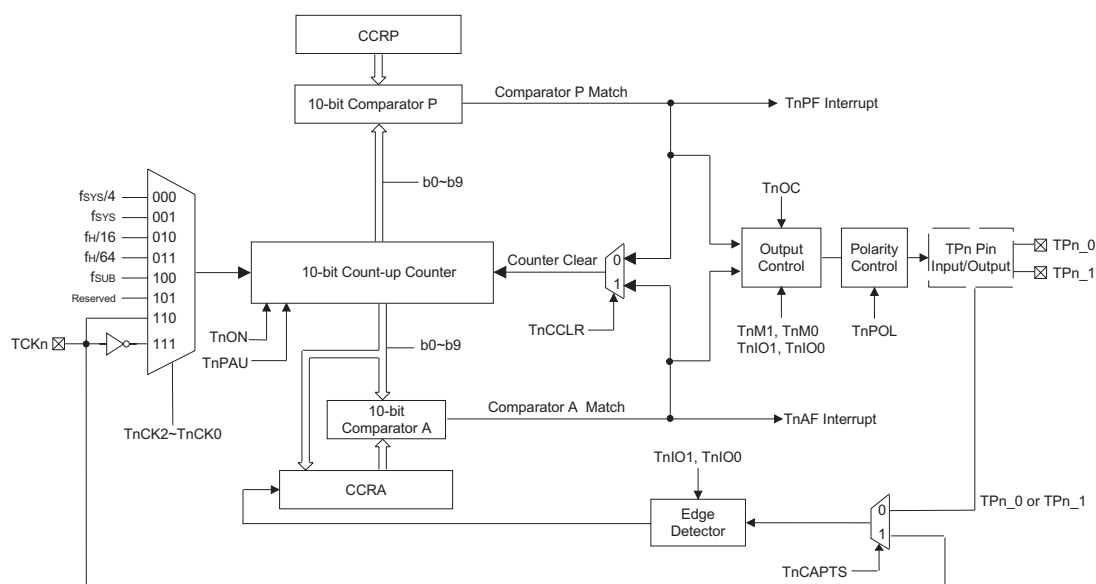 CCRP
10-bit Comparator P
Comparator P Match
TnPF Interrupt
b0~b9
fSYS/4
000
fSYS
001
fH/16
010
fH/64
011
fSUB
100
Reserved
101
110
111
TCKn
TnCK2~TnCK0
10-bit Count-up Counter
TnON
TnPAU
b0~b9
Counter Clear
0
1
TnCCLR
TnOC
Output
Control
TnM1, TnM0
TnIO1, TnIO0
Polarity
Control
TnPOL
TPn Pin
Input/Output
TPn_0
TPn_1
10-bit
Comparator A
Comparator A Match
TnAF Interrupt
CCRA
TnIO1, TnIO0
Edge
Detector
0
1
TPn_0 or TPn_1
TnCAPTS